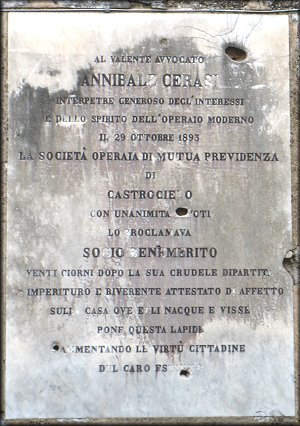 AL VALENTE AVVOCATO
ANNIBALE CERASI
INTERPETRE GENEROSO DEGL'INTERESSI
E DELLO SPIRITO DELL'OPERAIO MODERNO
IL 29 OTTOBRE 1893
LA SOCIETÀ OPERAIA DI MUTUA PREVIDENZA
DI
CASTROCIELO
CON UNANIMITA VOTI
LO PROCLAMAVA
SOCIO BENEMERITO
VENTI GIORNI DOPO LA SUA CRUDELE DIPARTIT
IMPERITURO E RIVERENTE ATTESTATO DI AFFETTO
SULLA CASA OVE EGLI NACQUE E VISSE
PONE QUESTA LAPIDE
RAMMENTANDO LE VIRTÙ CITTADINE
DEL CARO